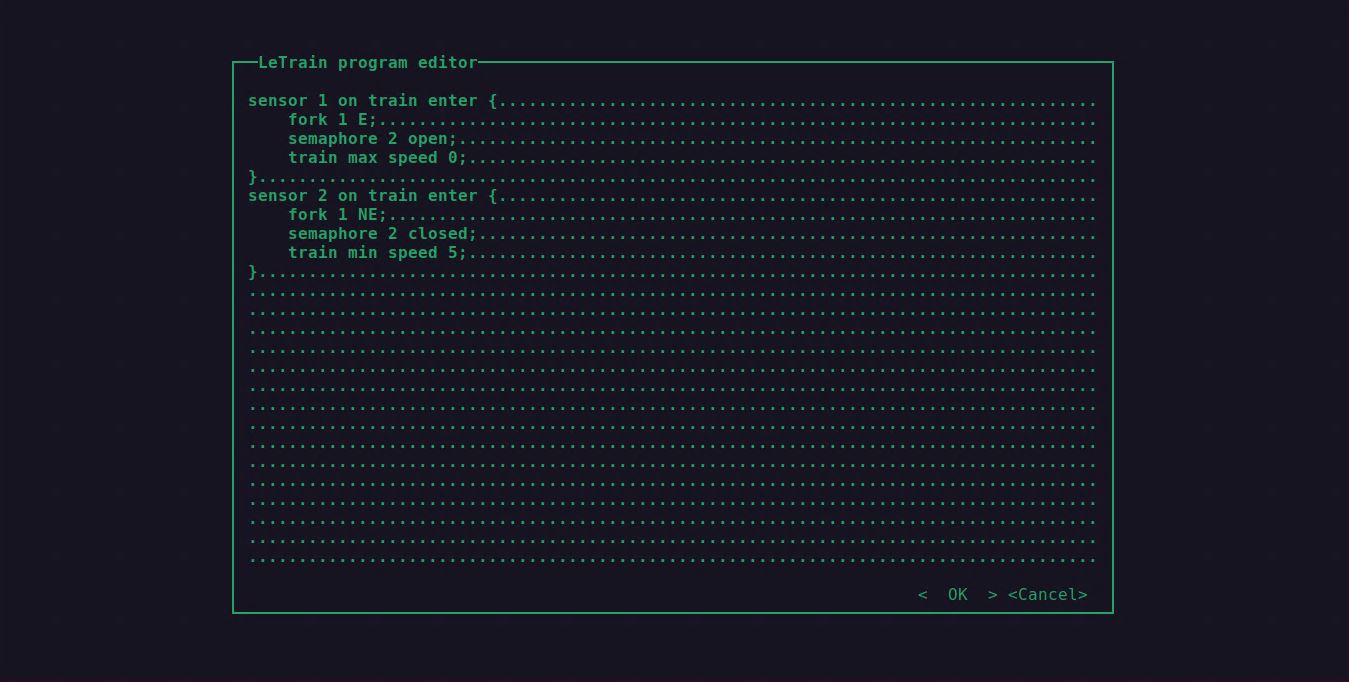 LeTrain program editor
sensor 1 on train enter {
    fork 1 E;
    semaphore 2 open;
    train max speed 0;
}
sensor 2 on train enter {
    fork 1 NE;
    semaphore 2 closed;
    train min speed 5;
}
<  OK  > <Cancel>